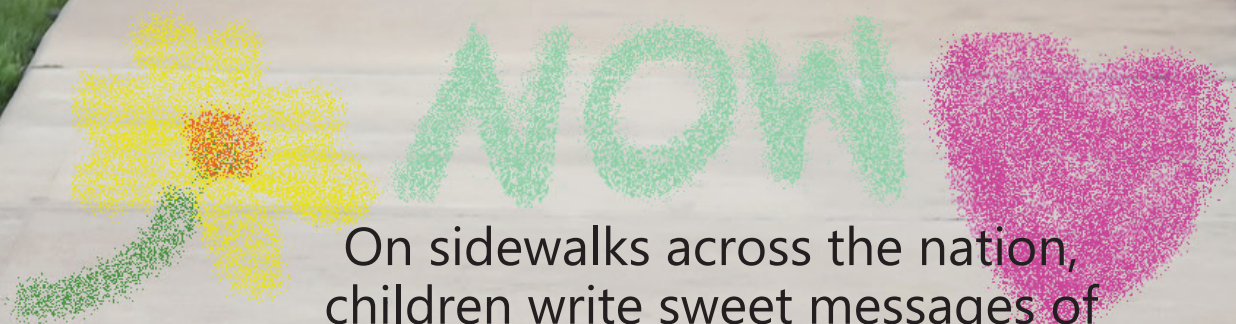 NOW
On sidewalks across the nation,
children write sweet messages of